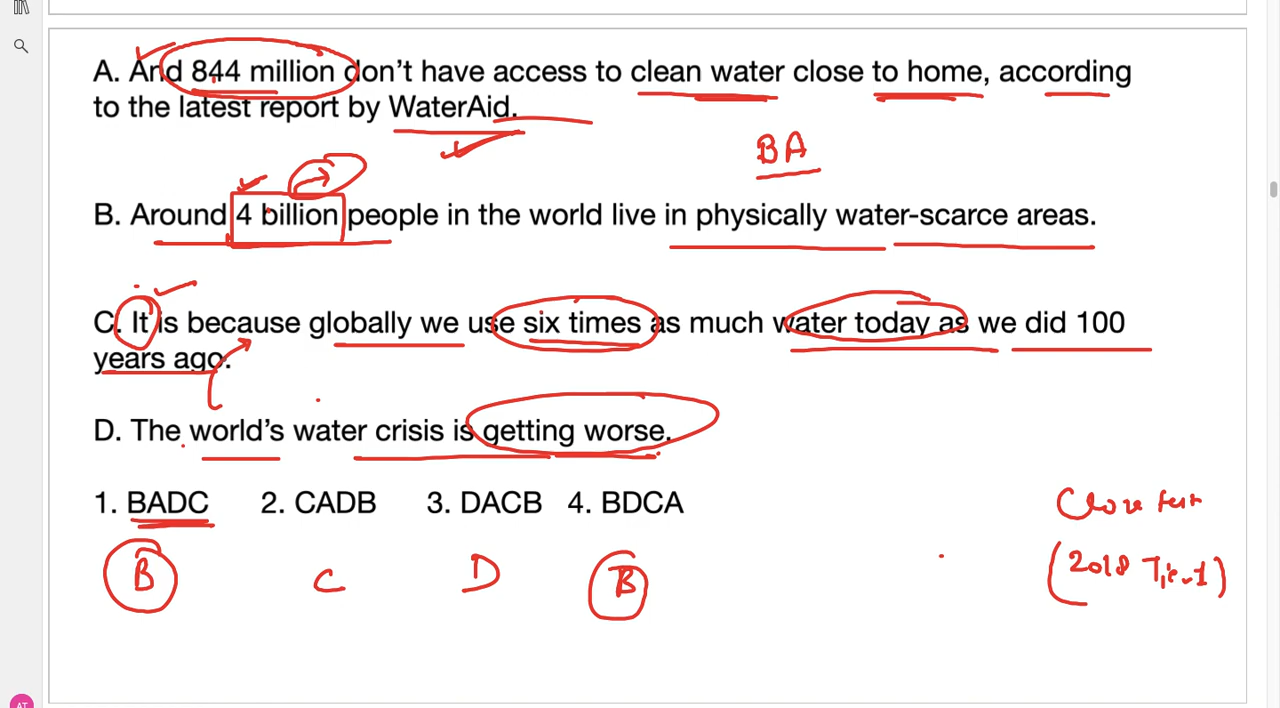 A. And 844 million don't have access to clean water close to home, according
to the latest report by WaterAid.
BA
B. Around 4 billion people in the world live in physically water-scarce areas.
C. It is because globally we use six times as much water today as we did 100
years ago.
D. The world's water crisis is getting worse.
1. BADC 2. CADB 3. DACB 4. BDCA
B C D B
(2018 Tier-1)
AT